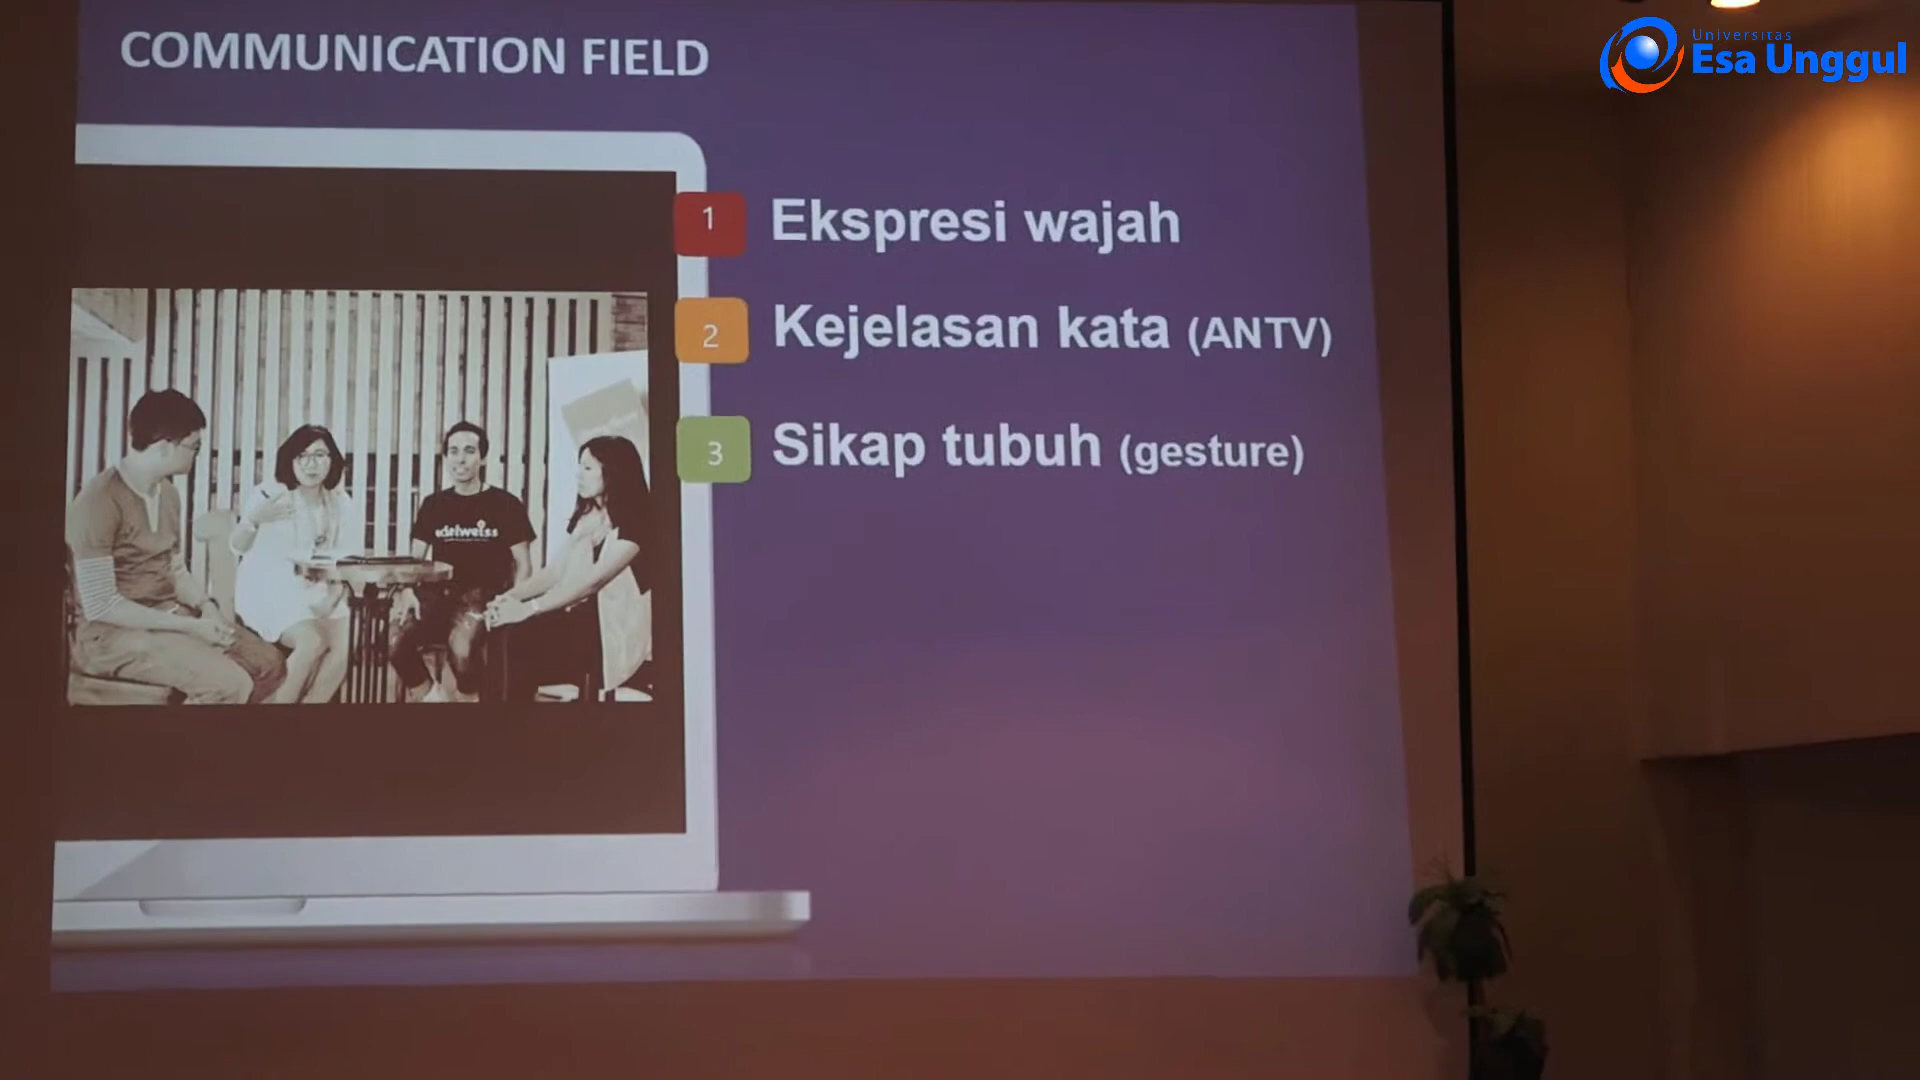 COMMUNICATION FIELD
Universitas
Esa Unggul
1 Ekspresi wajah
2 Kejelasan kata (ANTV)
3 Sikap tubuh (gesture)
edelweiss